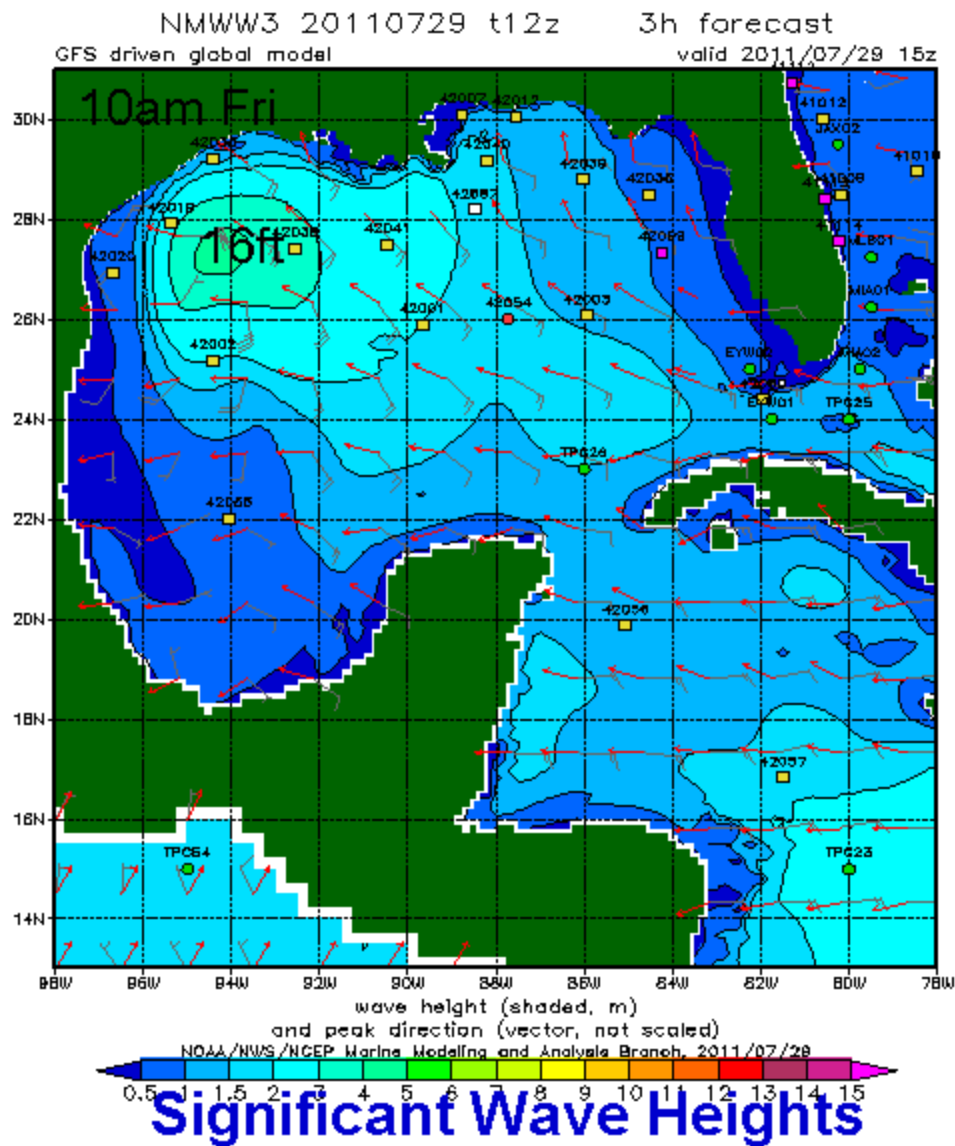 NMWW3 20110729 t12z 3h forecast
GFS driven global model valid 2011/07/29 15z
10am Fri
30N
42007
42012
41012
JAX02
42040
42039
42036
41009
41010
28N
42019
42887
42041
42038
16ft
42020
42099
41114
MLB01
MIA01
26N
42001
42054
42003
42002
EYW02
MIA02
24N
EYW01
TPC25
TPC26
22N
42055
20N
42056
18N
42057
16N
TPC64
TPC23
14N
98W 96W 94W 92W 90W 88W 86W 84W 82W 80W 78W
wave height (shaded, m)
and peak direction (vector, not scaled)
NOAA/NWS/NCEP Marine Modeling and Analysis Branch, 2011/07/29
0.5 1 1.5 2 3 4 5 6 7 8 9 10 11 12 13 14 15
Significant Wave Heights